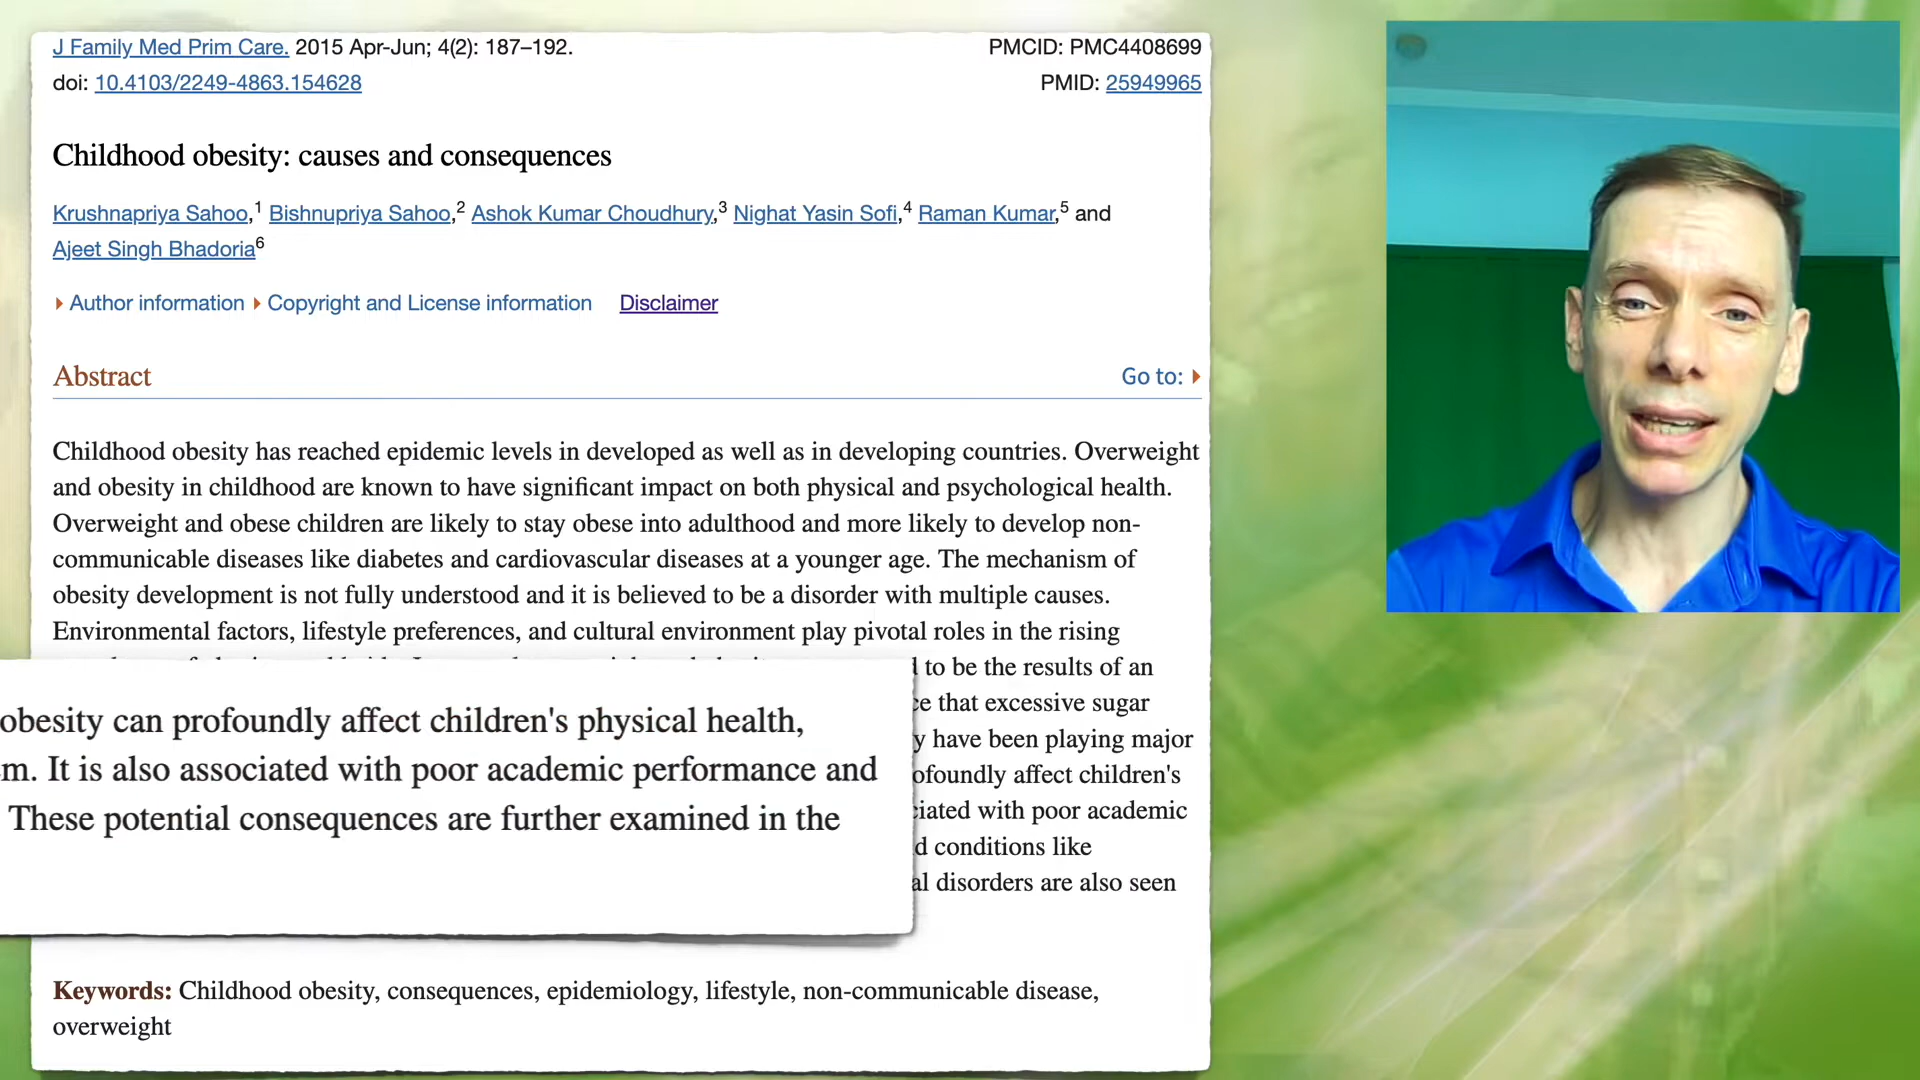 J Family Med Prim Care. 2015 Apr-Jun; 4(2): 187–192.
PMCID: PMC4408699
doi: 10.4103/2249-4863.154628
PMID: 25949965
Childhood obesity: causes and consequences
Krushnapriya Sahoo,1 Bishnupriya Sahoo,2 Ashok Kumar Choudhury,3 Nighat Yasin Sofi,4 Raman Kumar,5 and
Ajeet Singh Bhadoria6
Author information Copyright and License information Disclaimer
Abstract
Go to:
Childhood obesity has reached epidemic levels in developed as well as in developing countries. Overweight
and obesity in childhood are known to have significant impact on both physical and psychological health.
Overweight and obese children are likely to stay obese into adulthood and more likely to develop non-
communicable diseases like diabetes and cardiovascular diseases at a younger age. The mechanism of
obesity development is not fully understood and it is believed to be a disorder with multiple causes.
Environmental factors, lifestyle preferences, and cultural environment play pivotal roles in the rising
to be the results of an
that excessive sugar
have been playing major
affect children's
with poor academic
conditions like
disorders are also seen
obesity can profoundly affect children's physical health,
It is also associated with poor academic performance and
These potential consequences are further examined in the
Keywords: Childhood obesity, consequences, epidemiology, lifestyle, non-communicable disease,
overweight